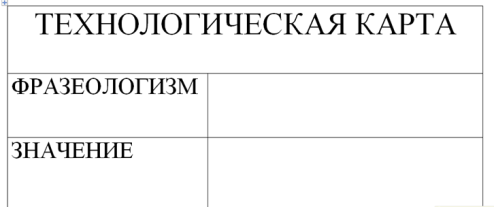 ТЕХНОЛОГИЧЕСКАЯ КАРТА
ФРАЗЕОЛОГИЗМ
ЗНАЧЕНИЕ